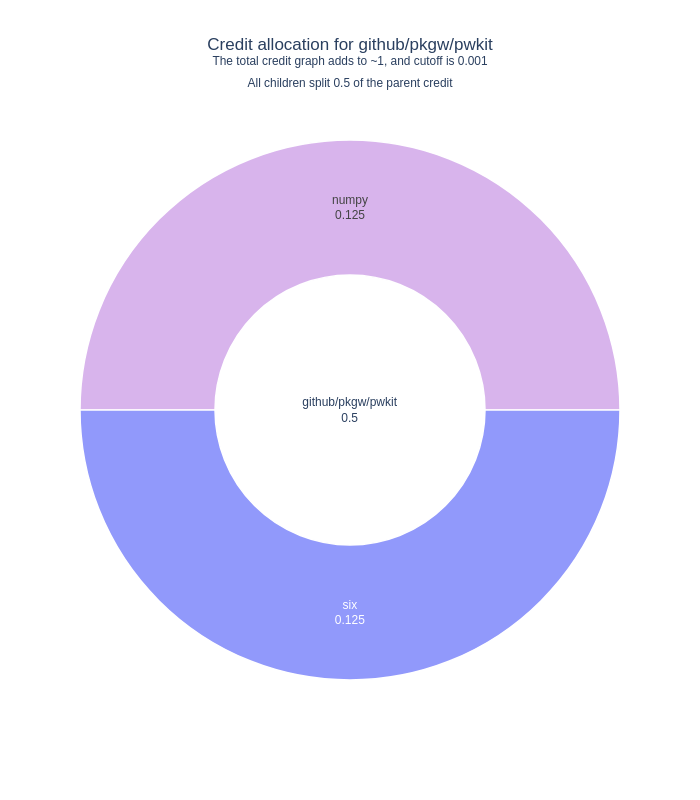 Credit allocation for github/pkgw/pwkit
The total credit graph adds to ~1, and cutoff is 0.001
All children split 0.5 of the parent credit
numpy
0.125
github/pkgw/pwkit
0.5
six
0.125